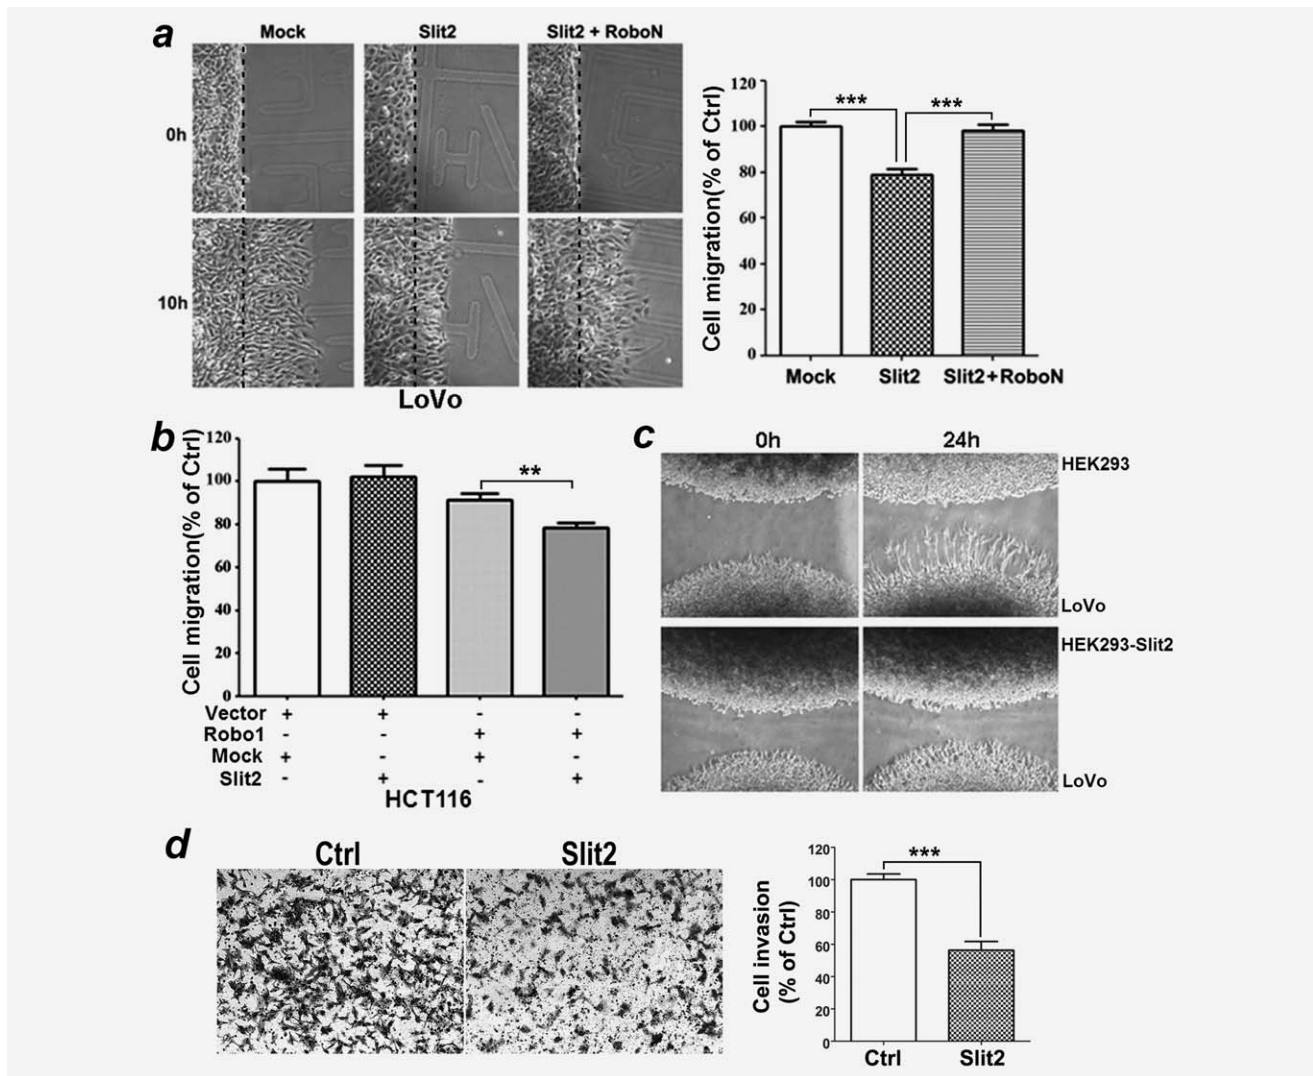 a
Mock Slit2 Slit2 + RoboN
0h
10h
LoVo
Cell migration(% of Ctrl)
120
100
80
60
40
20
0
*** ***
Mock Slit2 Slit2+RoboN
b
Cell migration(% of Ctrl)
120
100
80
60
40
20
0
**
Vector + + - -
Robo1 - - + +
Mock + - + -
Slit2 - + - +
HCT116
c
0h 24h
HEK293
LoVo
HEK293-Slit2
LoVo
d
Ctrl Slit2
Cell invasion
(% of Ctrl)
120
100
80
60
40
20
0
***
Ctrl Slit2